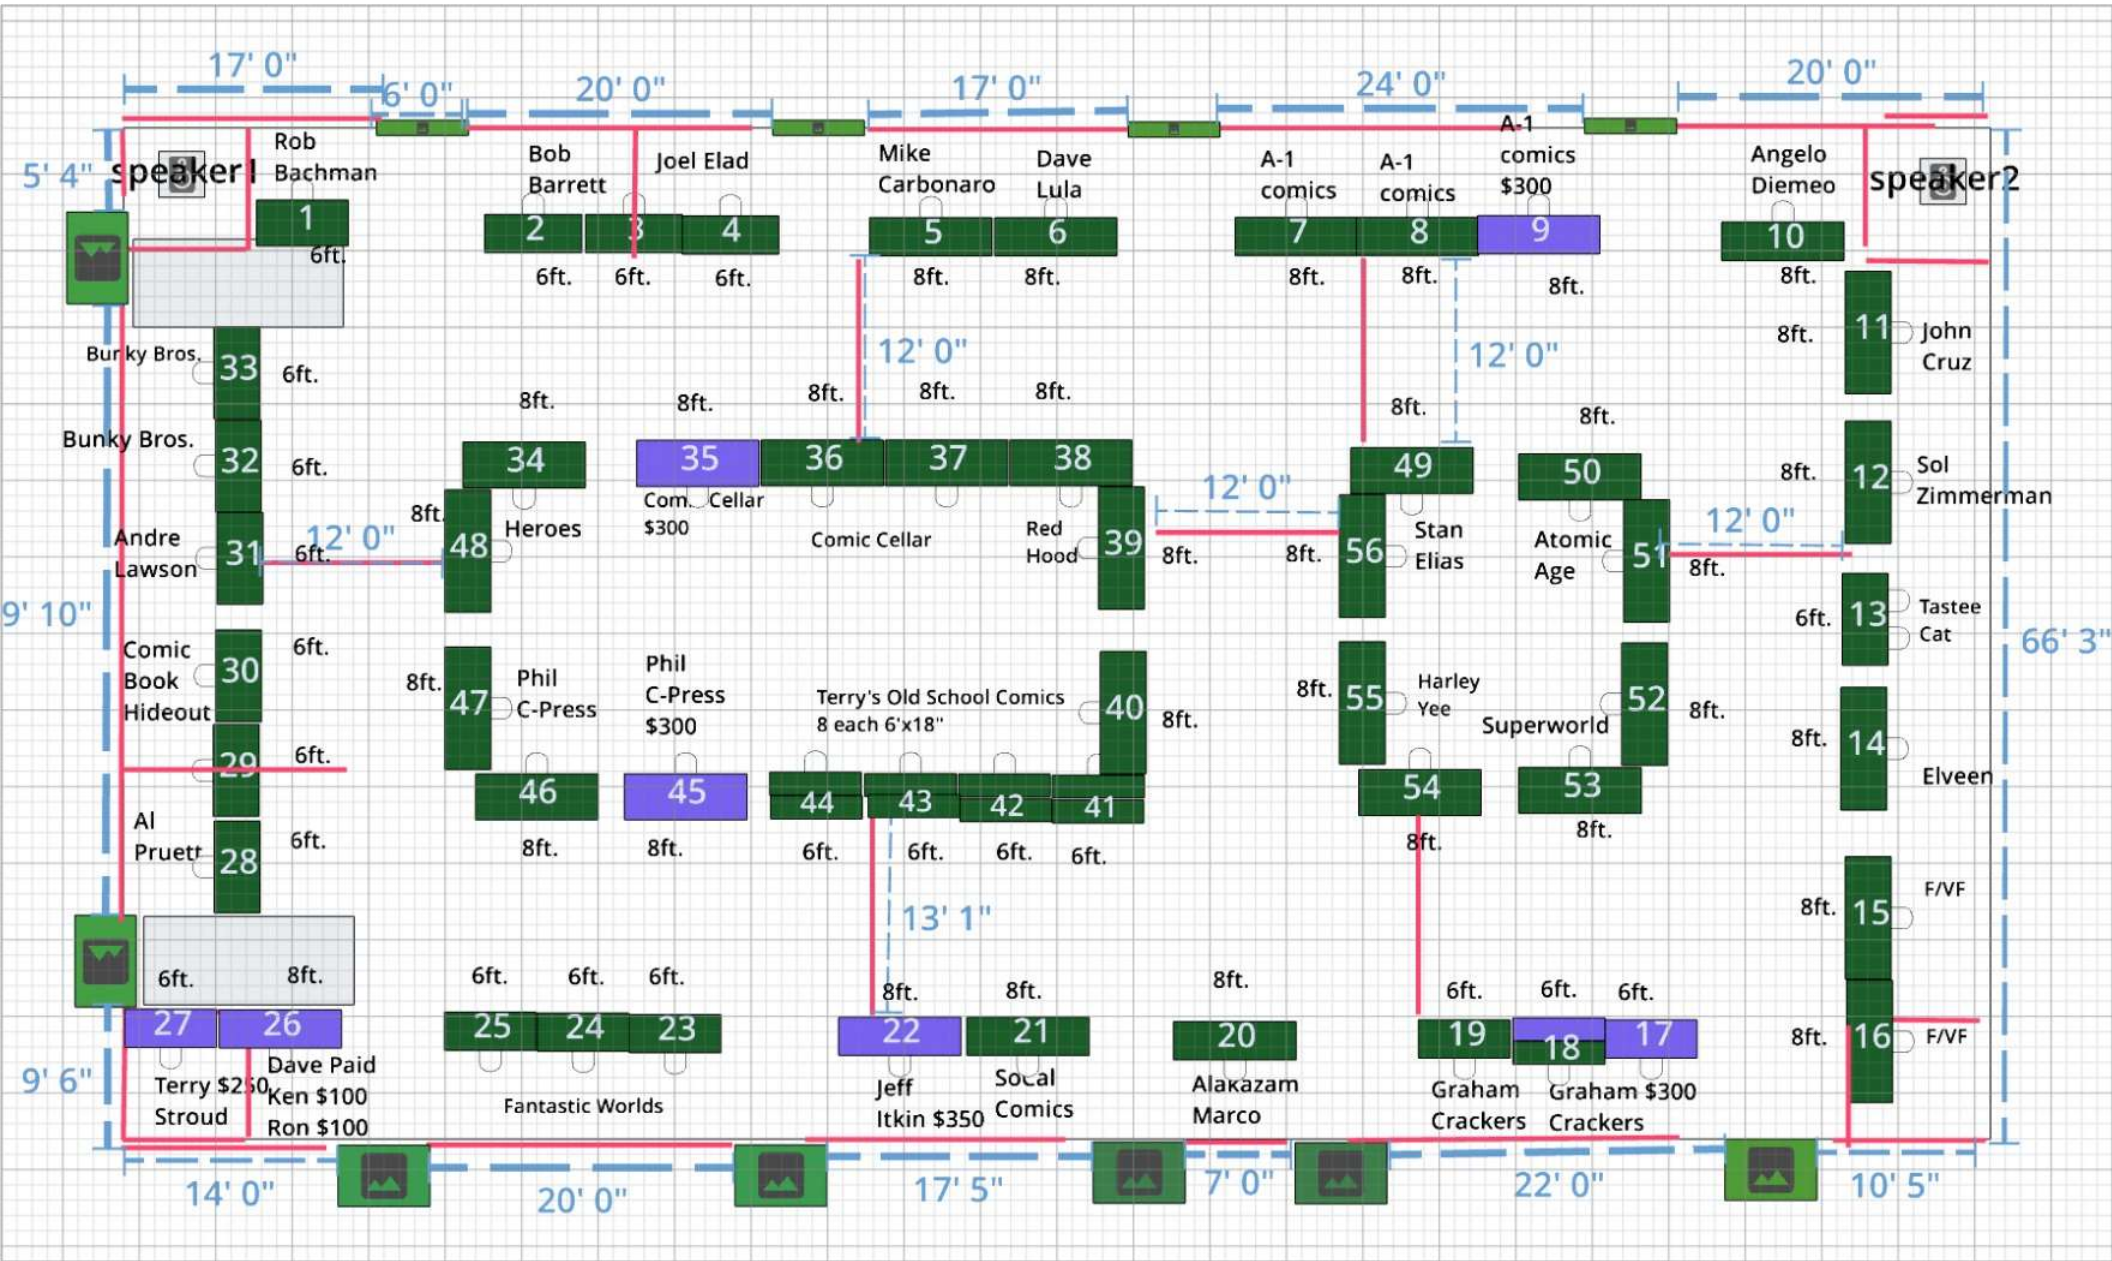 17' 0"
6' 0"
20' 0"
17' 0"
24' 0"
20' 0"
5' 4"
speaker1
Rob
Bachman
1
6ft.
Bob
Barrett
Joel Elad
2
3
4
6ft.
6ft.
6ft.
Mike
Carbonaro
Dave
Lula
5
6
8ft.
8ft.
A-1
comics
A-1
comics
A-1
comics
$300
7
8
9
8ft.
8ft.
8ft.
Angelo
Diemeo
10
8ft.
speaker2
11
8ft.
John
Cruz
12' 0"
12' 0"
Bunky Bros.
33
6ft.
Bunky Bros.
32
6ft.
Andre
Lawson
31
6ft.
12' 0"
8ft.
8ft.
8ft.
8ft.
8ft.
34
35
36
37
38
8ft.
48
Heroes
Com. Cellar
$300
Comic Cellar
Red
Hood
39
8ft.
12' 0"
8ft.
8ft.
49
50
8ft.
56
Stan
Elias
Atomic
Age
51
8ft.
12' 0"
8ft.
12
Sol
Zimmerman
9' 10"
66' 3"
6ft.
13
Tastee
Cat
Comic
Book
Hideout
30
6ft.
29
6ft.
8ft.
47
Phil
C-Press
Phil
C-Press
$300
Terry's Old School Comics
8 each 6'x18"
40
8ft.
8ft.
55
Harley
Yee
Superworld
52
8ft.
8ft.
14
Elveen
46
45
44
43
42
41
54
53
8ft.
8ft.
6ft.
6ft.
6ft.
6ft.
8ft.
8ft.
Al
Pruett
28
6ft.
13' 1"
8ft.
15
F/VF
8ft.
16
F/VF
6ft.
8ft.
27
26
Terry $250
Stroud
Dave Paid
Ken $100
Ron $100
9' 6"
6ft.
6ft.
6ft.
25
24
23
Fantastic Worlds
8ft.
8ft.
8ft.
22
21
20
Jeff
Itkin $350
SoCal
Comics
Alakazam
Marco
6ft.
6ft.
6ft.
19
18
17
Graham
Crackers
Graham $300
Crackers
14' 0"
20' 0"
17' 5"
7' 0"
22' 0"
10' 5"